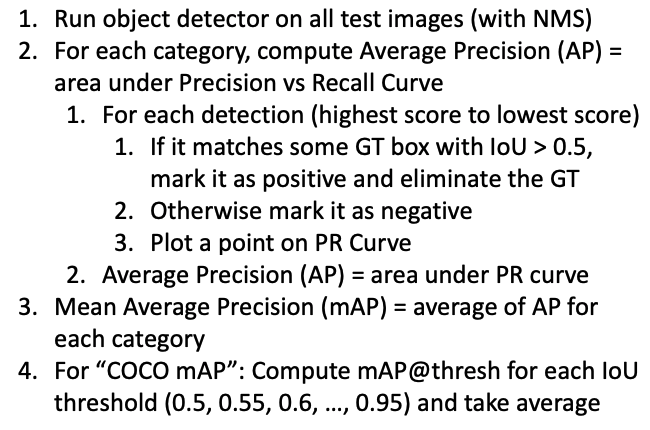 1. Run object detector on all test images (with NMS)
2. For each category, compute Average Precision (AP) =
area under Precision vs Recall Curve
1. For each detection (highest score to lowest score)
1. If it matches some GT box with IoU > 0.5,
mark it as positive and eliminate the GT
2. Otherwise mark it as negative
3. Plot a point on PR Curve
2. Average Precision (AP) = area under PR curve
3. Mean Average Precision (mAP) = average of AP for
each category
4. For “COCO mAP”: Compute mAP@thresh for each IoU
threshold (0.5, 0.55, 0.6, ..., 0.95) and take average